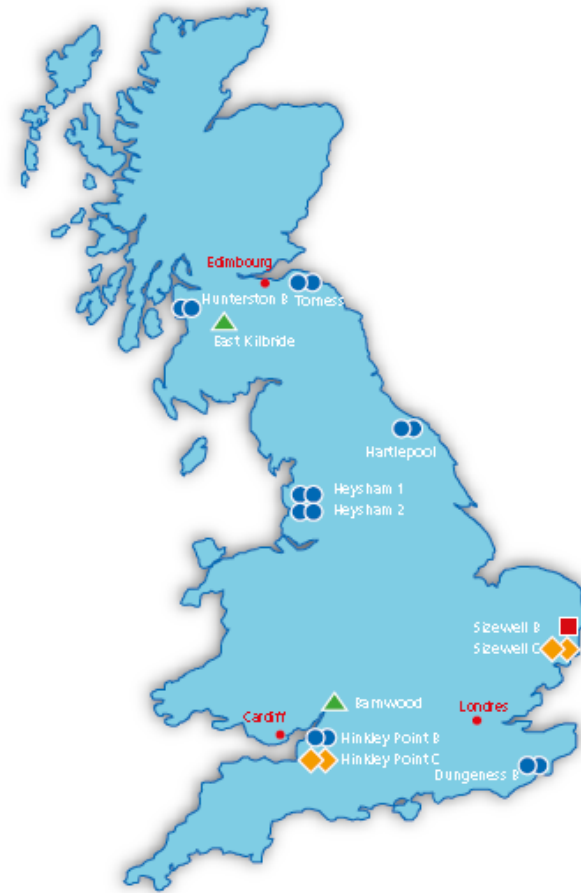 Edimbourg
Hunterston B
Torness
East Kilbride
Hartlepool
Heysham 1
Heysham 2
Sizewell B
Sizewell C
Barnwood
Londres
Cardiff
Hinkley Point B
Hinkley Point C
Dungeness B